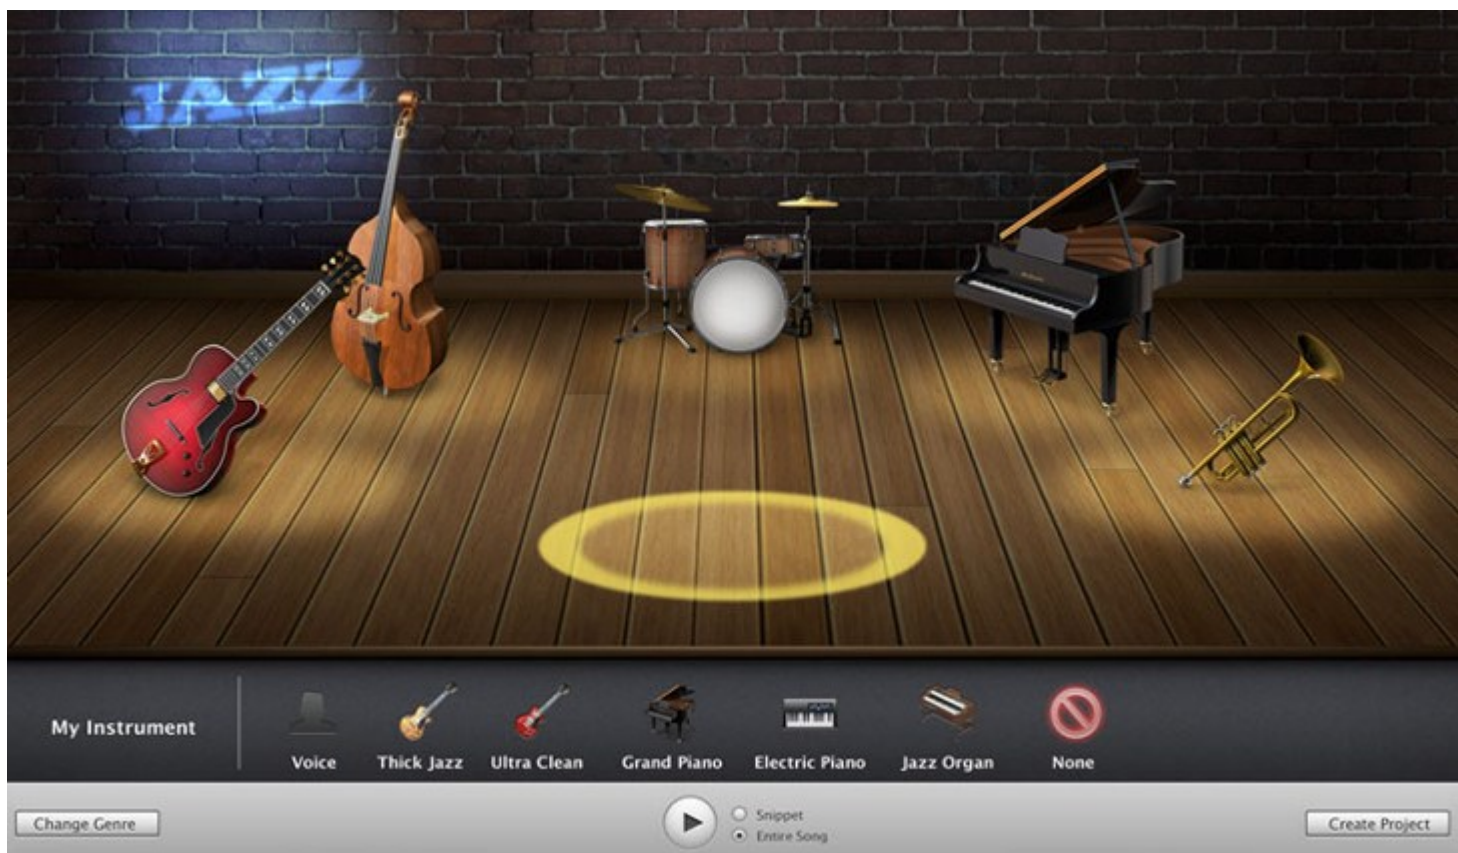 JAZZ
My Instrument
Voice
Thick Jazz
Ultra Clean
Grand Piano
Electric Piano
Jazz Organ
None
Change Genre
Snippet
Entire Song
Create Project